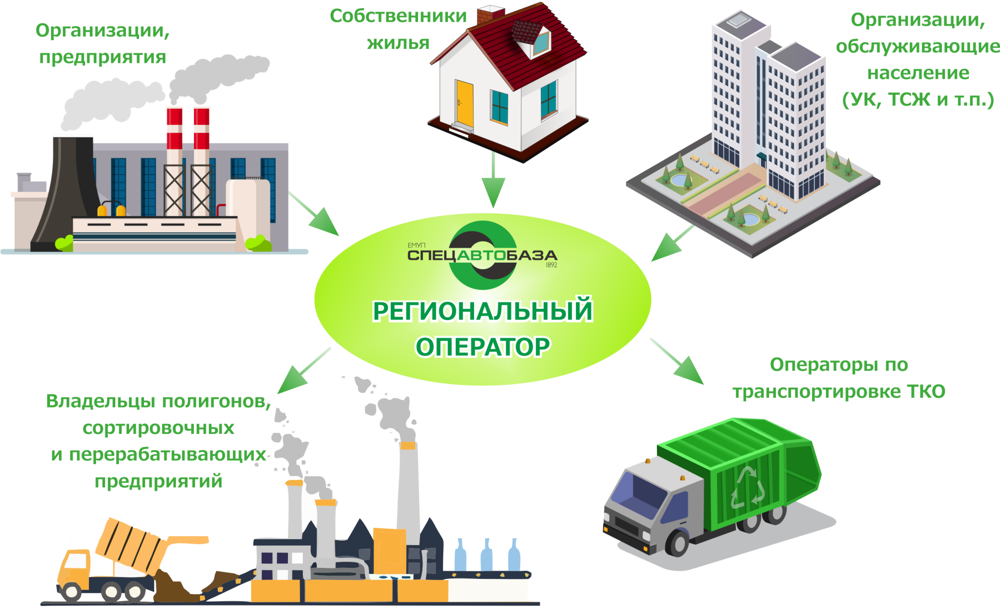 Организации,
предприятия
Собственники
жилья
Организации,
обслуживающие
население
(УК, ТСЖ и т.п.)
ЕМУП
СПЕЦАВТОБАЗА
1892
РЕГИОНАЛЬНЫЙ
ОПЕРАТОР
Владельцы полигонов,
сортировочных
и перерабатывающих
предприятий
Операторы по
транспортировке ТКО